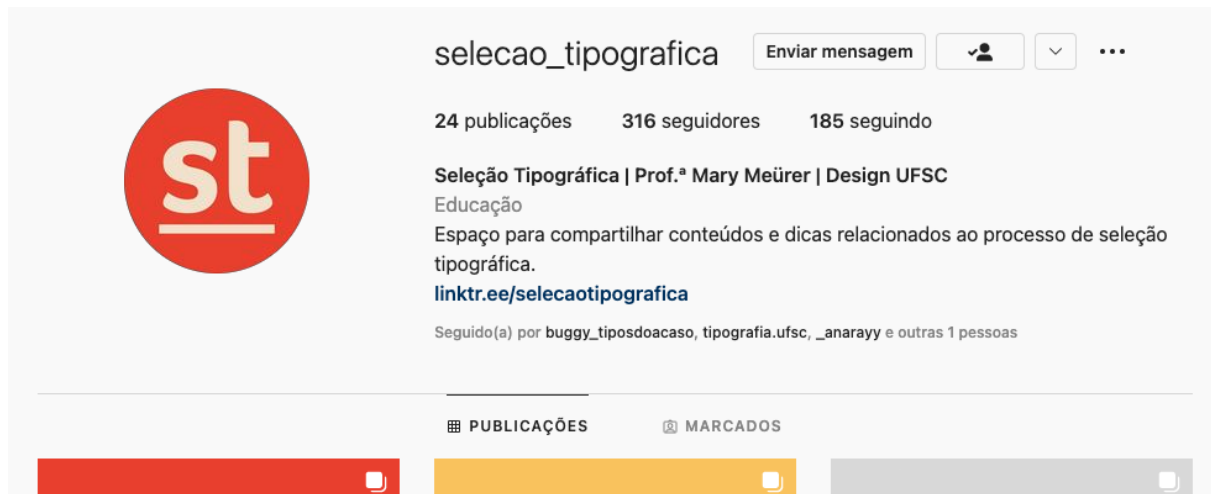 selecao_tipografica Enviar mensagem
st
24 publicações 316 seguidores 185 seguindo
Seleção Tipográfica | Prof.ª Mary Meürer | Design UFSC
Educação
Espaço para compartilhar conteúdos e dicas relacionados ao processo de seleção
tipográfica.
linktr.ee/selecaotipografica
Seguido(a) por buggy_tiposdoacaso, tipografia.ufsc, _anarayy e outras 1 pessoas
PUBLICAÇÕES MARCADOS